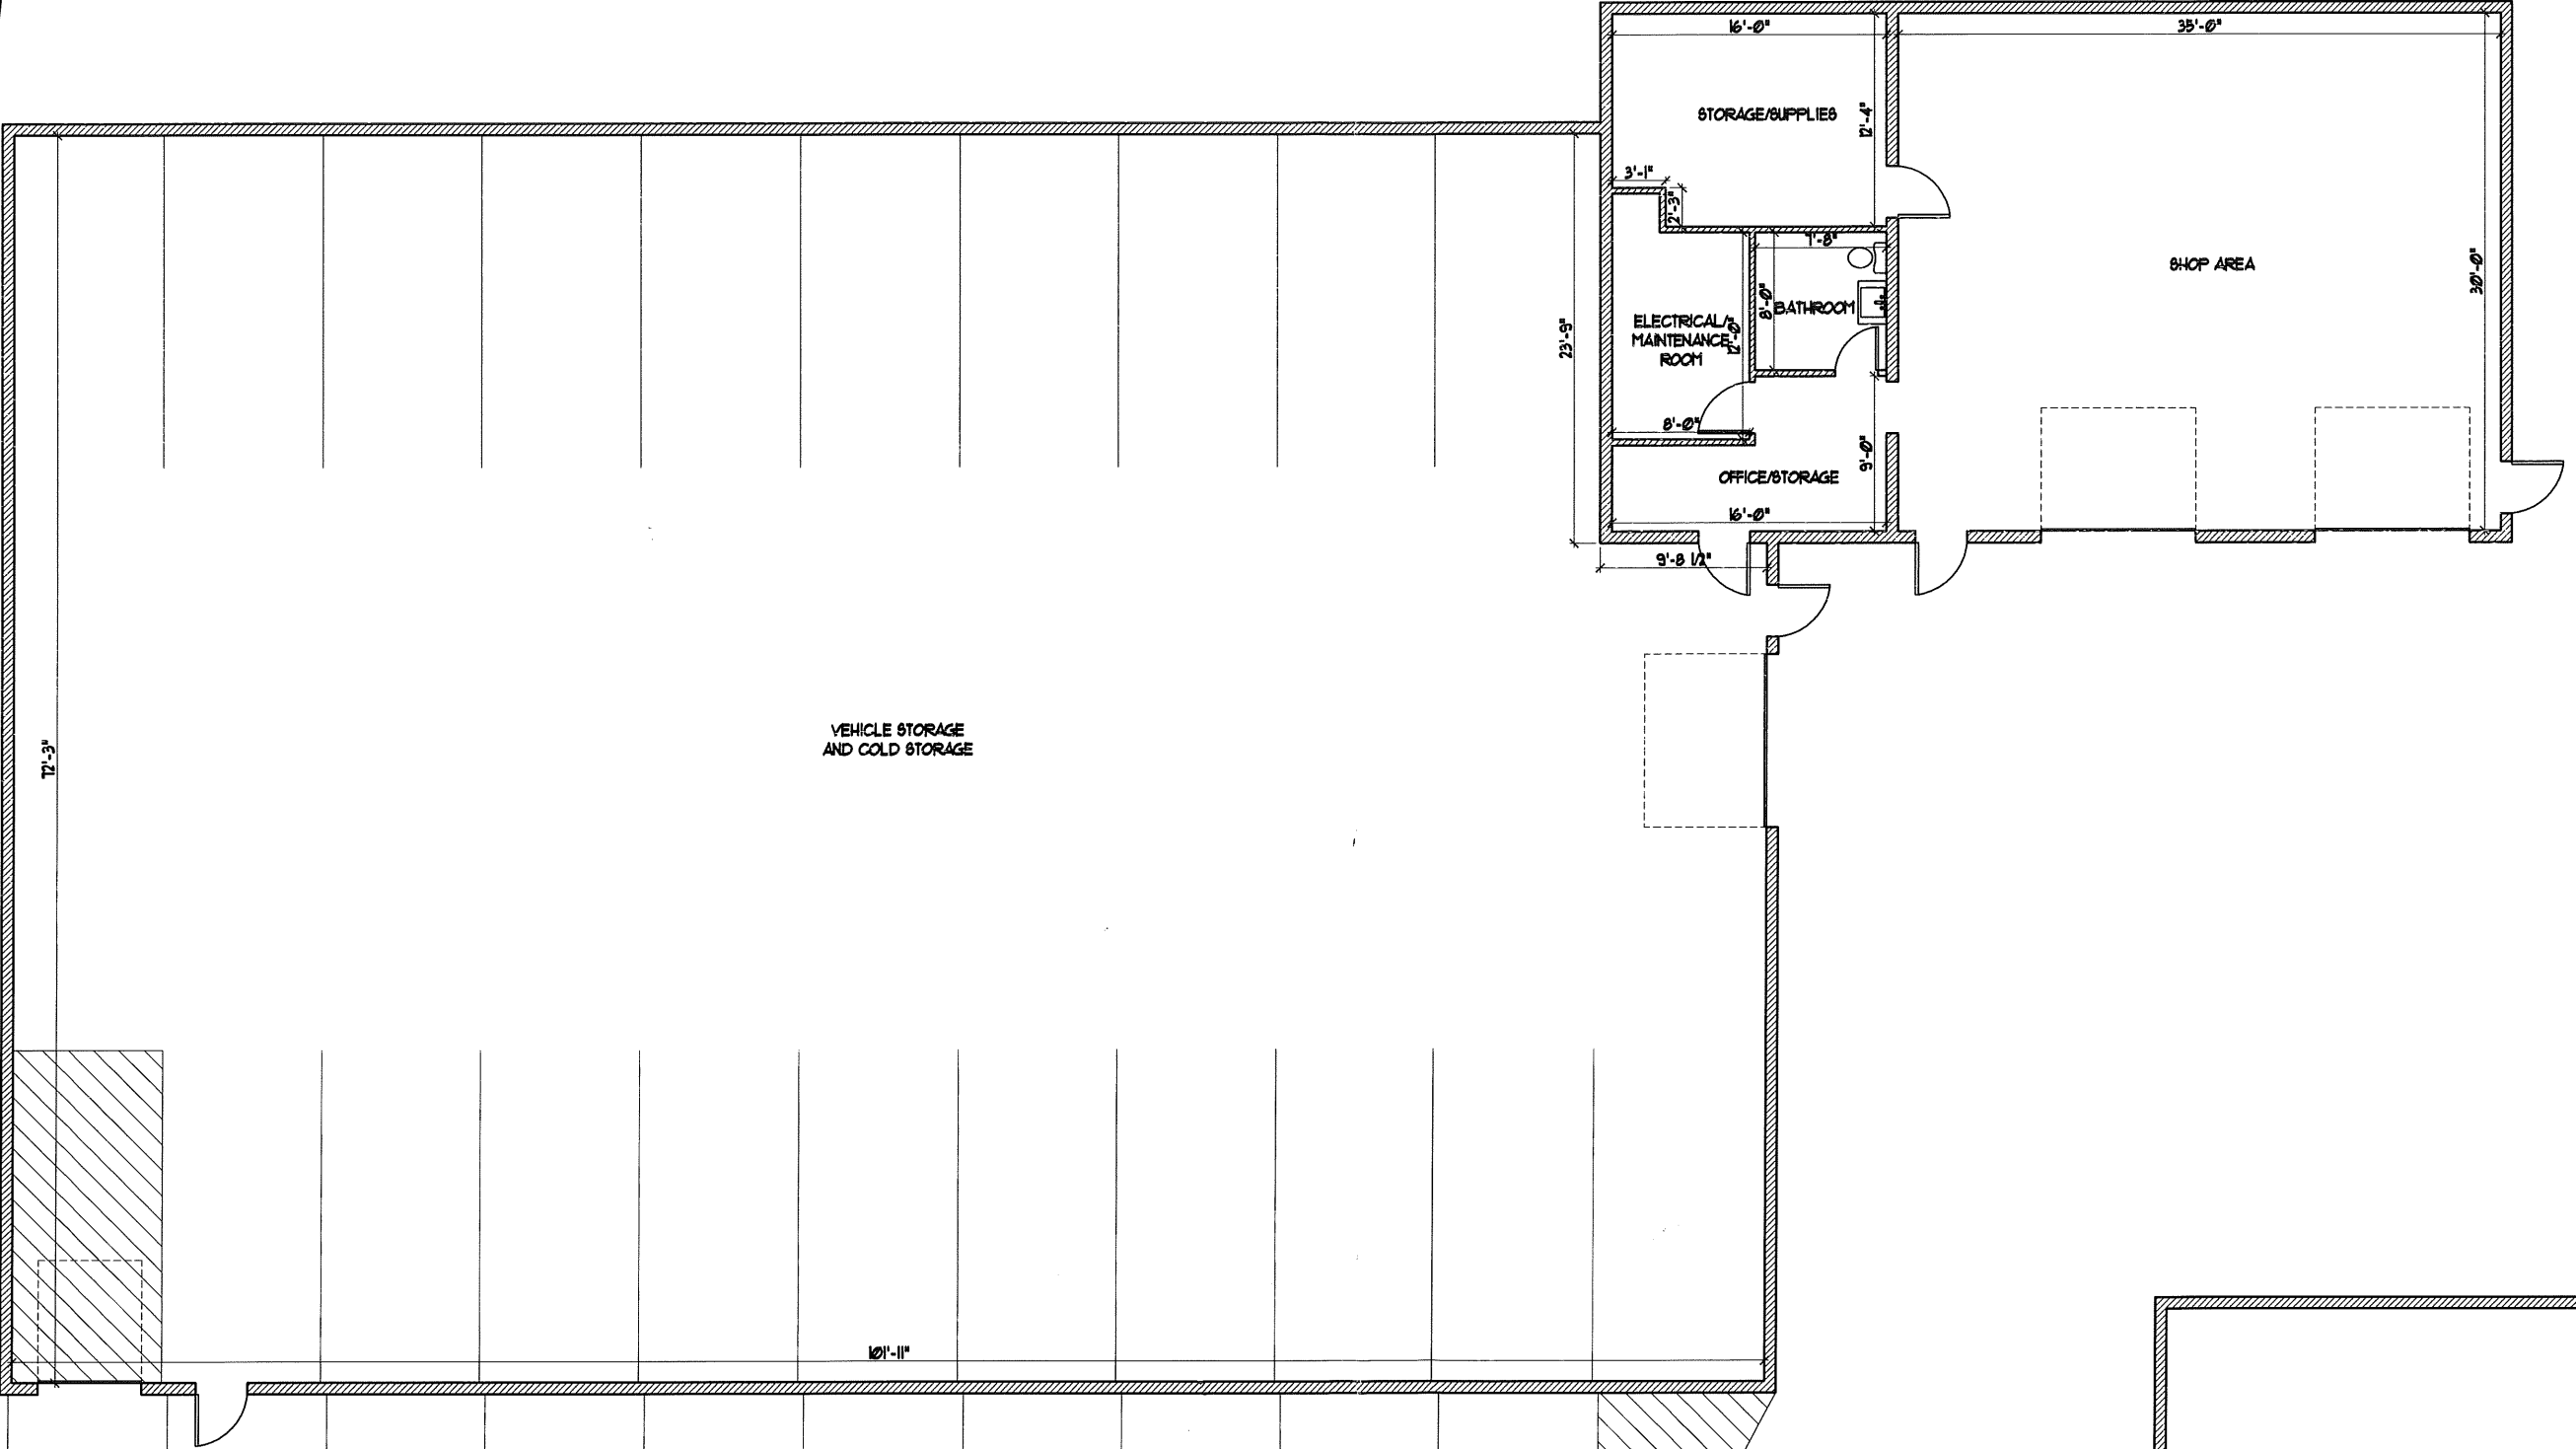 16'-0"
35'-0"
STORAGE/SUPPLIES
12'-4"
3'-1"
2'-3"
7'-8"
SHOP AREA
30'-0"
8'-0"
BATHROOM
ELECTRICAL/
MAINTENANCE
ROOM
12'-0"
23'-9"
8'-0"
9'-0"
OFFICE/STORAGE
16'-0"
9'-8 1/2"
VEHICLE STORAGE
AND COLD STORAGE
72'-3"
101'-11"